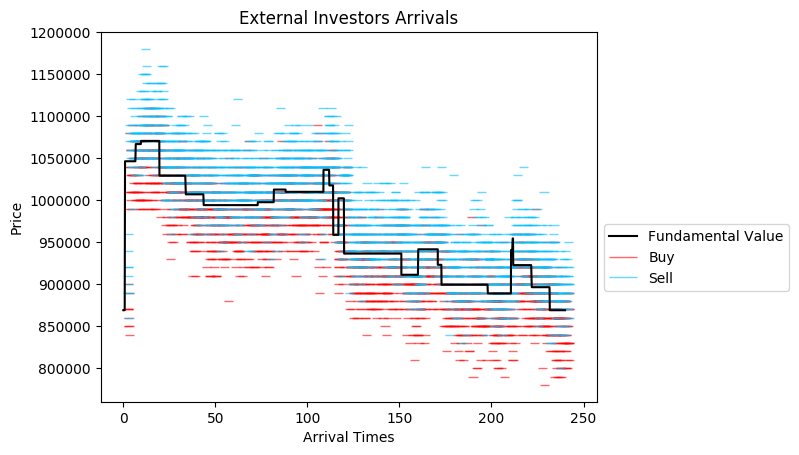 External Investors Arrivals
1200000
1150000
1100000
1050000
1000000
950000
900000
850000
800000
Price
0
50
100
150
200
250
Arrival Times
Fundamental Value
Buy
Sell